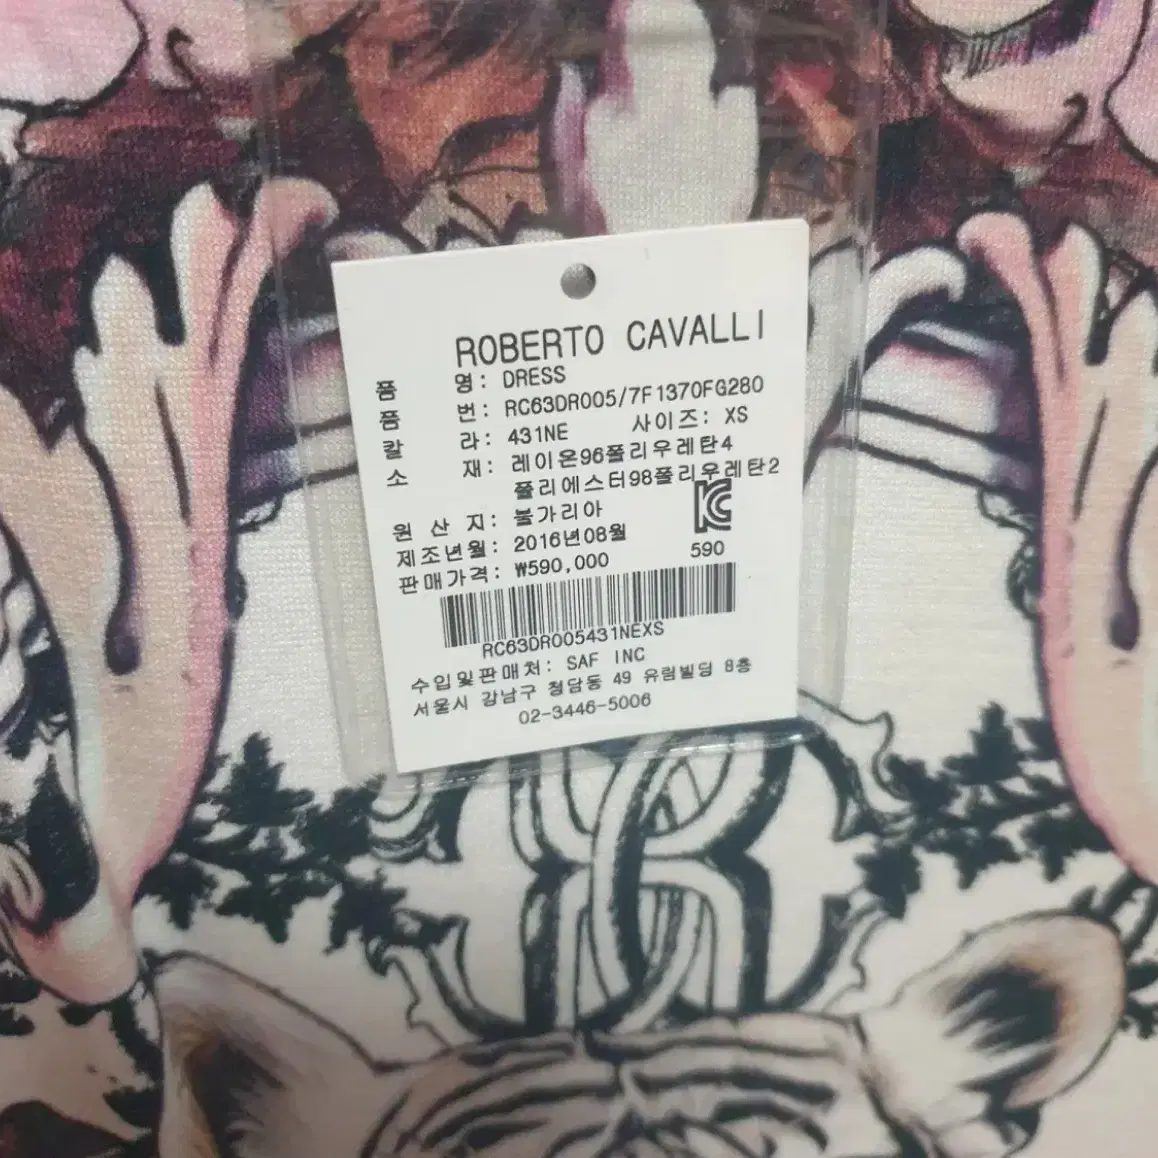 ROBERTO CAVALLI
품 명: DRESS
품 번: RC63DR005/7F1370FG280
칼 라: 431NE 사이즈: XS
소 재: 레이온96폴리우레탄4
폴리에스터98폴리우레탄2
원 산 지: 불가리아
제조년월: 2016년08월
판매가격: ₩590,000 590
RC63DR005431NEXS
수입및판매처: SAF INC
서울시 강남구 청담동 49 유림빌딩 8층
02-3446-5006